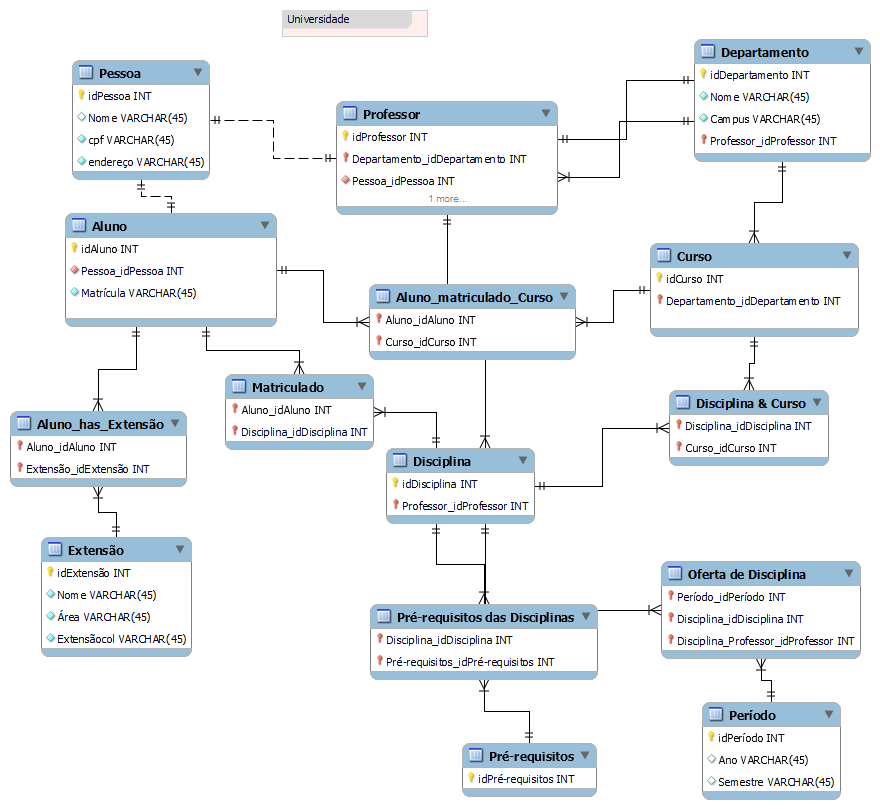 Universidade
Pessoa
idPessoa INT
Nome VARCHAR(45)
cpf VARCHAR(45)
endereço VARCHAR(45)
Professor
idProfessor INT
Departamento_idDepartamento INT
Pessoa_idPessoa INT
1 more...
Departamento
idDepartamento INT
Nome VARCHAR(45)
Campus VARCHAR(45)
Professor_idProfessor INT
Aluno
idAluno INT
Pessoa_idPessoa INT
Matrícula VARCHAR(45)
Aluno_matriculado_Curso
Aluno_idAluno INT
Curso_idCurso INT
Curso
idCurso INT
Departamento_idDepartamento INT
Matriculado
Aluno_idAluno INT
Disciplina_idDisciplina INT
Disciplina & Curso
Disciplina_idDisciplina INT
Curso_idCurso INT
Aluno_has_Extensão
Aluno_idAluno INT
Extensão_idExtensão INT
Disciplina
idDisciplina INT
Professor_idProfessor INT
Extensão
idExtensão INT
Nome VARCHAR(45)
Área VARCHAR(45)
Extensãocol VARCHAR(45)
Pré-requisitos das Disciplinas
Disciplina_idDisciplina INT
Pré-requisitos_idPré-requisitos INT
Oferta de Disciplina
Período_idPeríodo INT
Disciplina_idDisciplina INT
Disciplina_Professor_idProfessor INT
Período
idPeríodo INT
Ano VARCHAR(45)
Semestre VARCHAR(45)
Pré-requisitos
idPré-requisitos INT